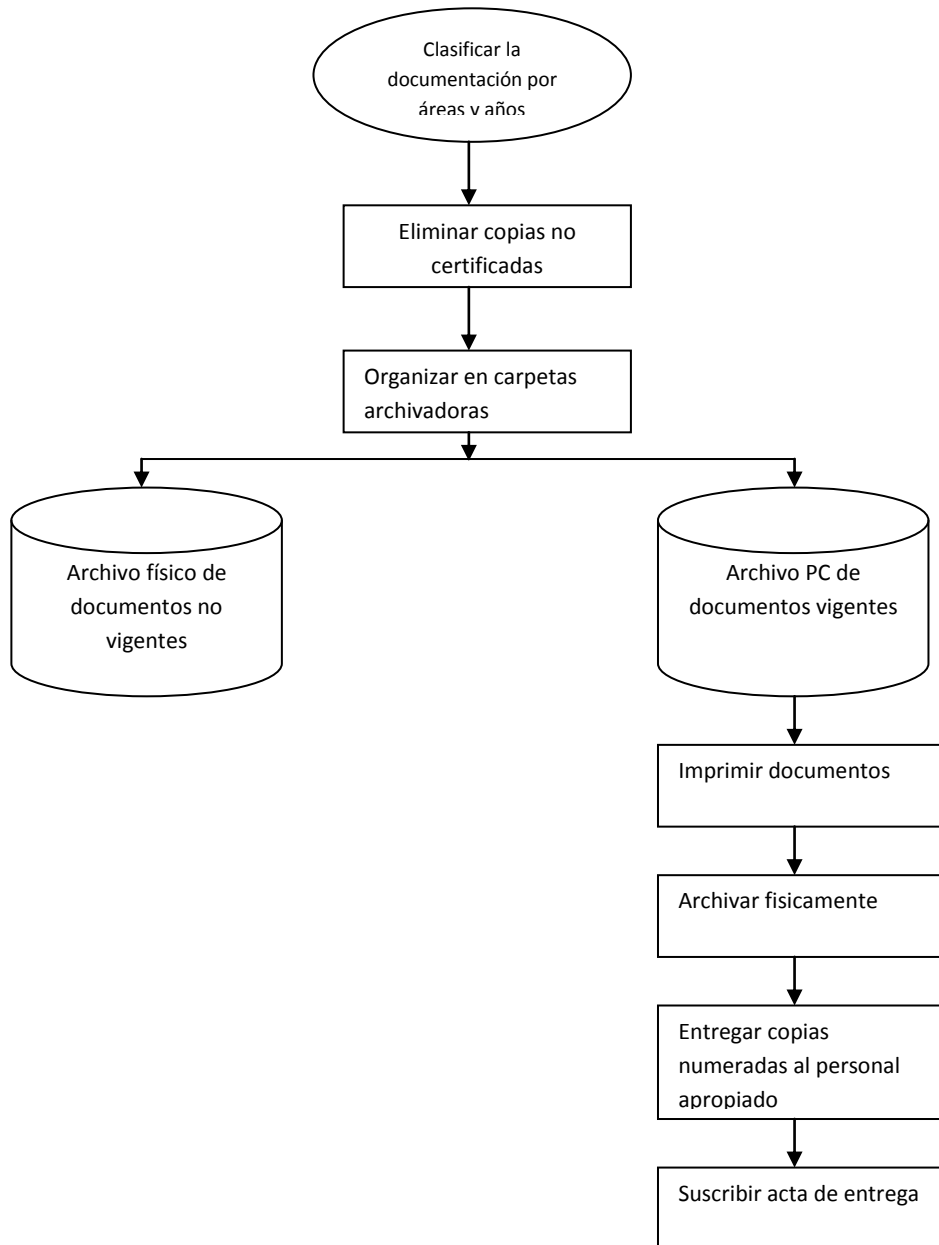 Clasificar la
documentación por
áreas y años
Eliminar copias no
certificadas
Organizar en carpetas
archivadoras
Archivo físico de
documentos no
vigentes
Archivo PC de
documentos vigentes
Imprimir documentos
Archivar fisicamente
Entregar copias
numeradas al personal
apropiado
Suscribir acta de entrega